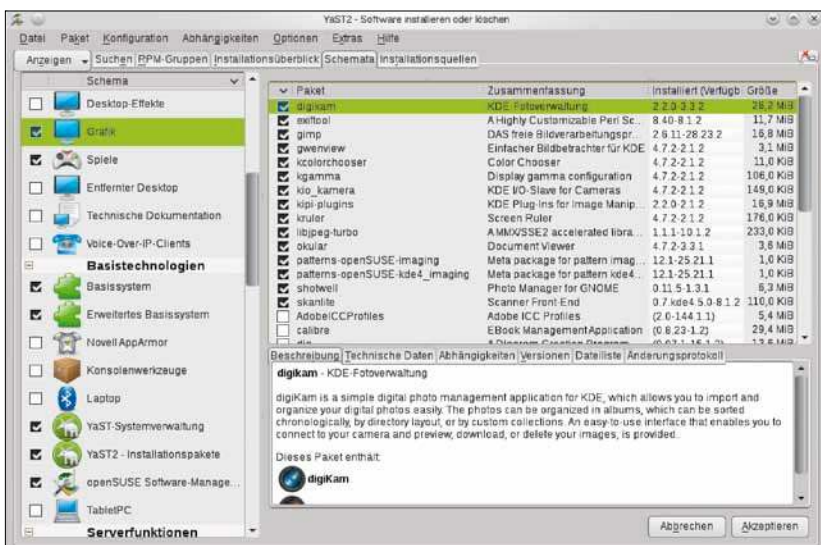 YaST2 - Software installieren oder löschen
Datei Paket Konfiguration Abhängigkeiten Optionen Extras Hilfe
Anzeigen Suchen RPM-Gruppen Installationsüberblick Schemata Installationsquellen
Schema
Desktop-Effekte
Grafik
Spiele
Entfernter Desktop
Technische Dokumentation
Voice-Over-IP-Clients
Basistechnologien
Basissystem
Erweitertes Basissystem
Novell AppArmor
Konsolenwerkzeuge
Laptop
YaST-Systemverwaltung
YaST2 - Installationspakete
openSUSE Software-Manage...
TabletPC
Serverfunktionen
Paket Zusammenfassung Installiert (Verfügb Größe
digikam KDE-Fotoverwaltung 2.2.0-3.3.2 28,2 MiB
exiftool A Highly Customizable Perl Sc... 8.40-8.1.2 11,7 MiB
gimp DAS freie Bildverarbeitungspr... 2.6.11-28.23.2 16,8 MiB
gwenview Einfacher Bildbetrachter für KDE 4.7.2-2.1.2 3,1 MiB
kcolorchooser Color Chooser 4.7.2-2.1.2 11,0 KiB
kgamma Display gamma configuration 4.7.2-2.1.2 106,0 KiB
kio_kamera KDE I/O-Slave for Cameras 4.7.2-2.1.2 149,0 KiB
kipi-plugins KDE Plug-Ins for Image Manip... 2.2.0-2.1.2 16,9 MiB
kruler Screen Ruler 4.7.2-2.1.2 176,0 KiB
libjpeg-turbo A MMX/SSE2 accelerated libra... 1.1.1-10.1.2 233,0 KiB
okular Document Viewer 4.7.2-3.3.1 3,6 MiB
patterns-openSUSE-imaging Meta package for pattern imag... 12.1-25.21.1 1,0 KiB
patterns-openSUSE-kde4_imaging Meta package for pattern kde4... 12.1-25.21.1 1,0 KiB
shotwell Photo Manager for GNOME 0.11.5-1.3.1 6,3 MiB
skanlite Scanner Front-End 0.7.kde4.5.0-8.1.2 110,0 KiB
AdobeICCProfiles Adobe ICC Profiles (2.0-144.1.1) 5,4 MiB
calibre EBook Management Application (0.8.23-1.2) 29,4 MiB
Beschreibung Technische Daten Abhängigkeiten Versionen Dateiliste Änderungsprotokoll
digikam - KDE-Fotoverwaltung
digiKam is a simple digital photo management application for KDE, which allows you to import and
organize your digital photos easily. The photos can be organized in albums, which can be sorted
chronologically, by directory layout, or by custom collections. An easy-to-use interface that enables you to
connect to your camera and preview, download, or delete your images, is provided.
Dieses Paket enthält:
digiKam
Abbrechen Akzeptieren